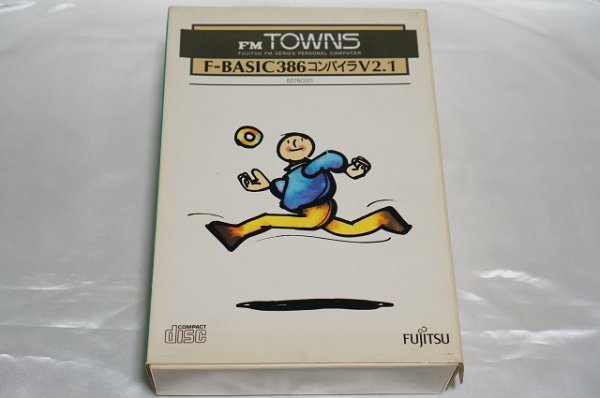 FM TOWNS
FUJITSU FM SERIES PERSONAL COMPUTER
F-BASIC386コンパイラV2.1
B276C021
COMPACT
disc
FUJITSU